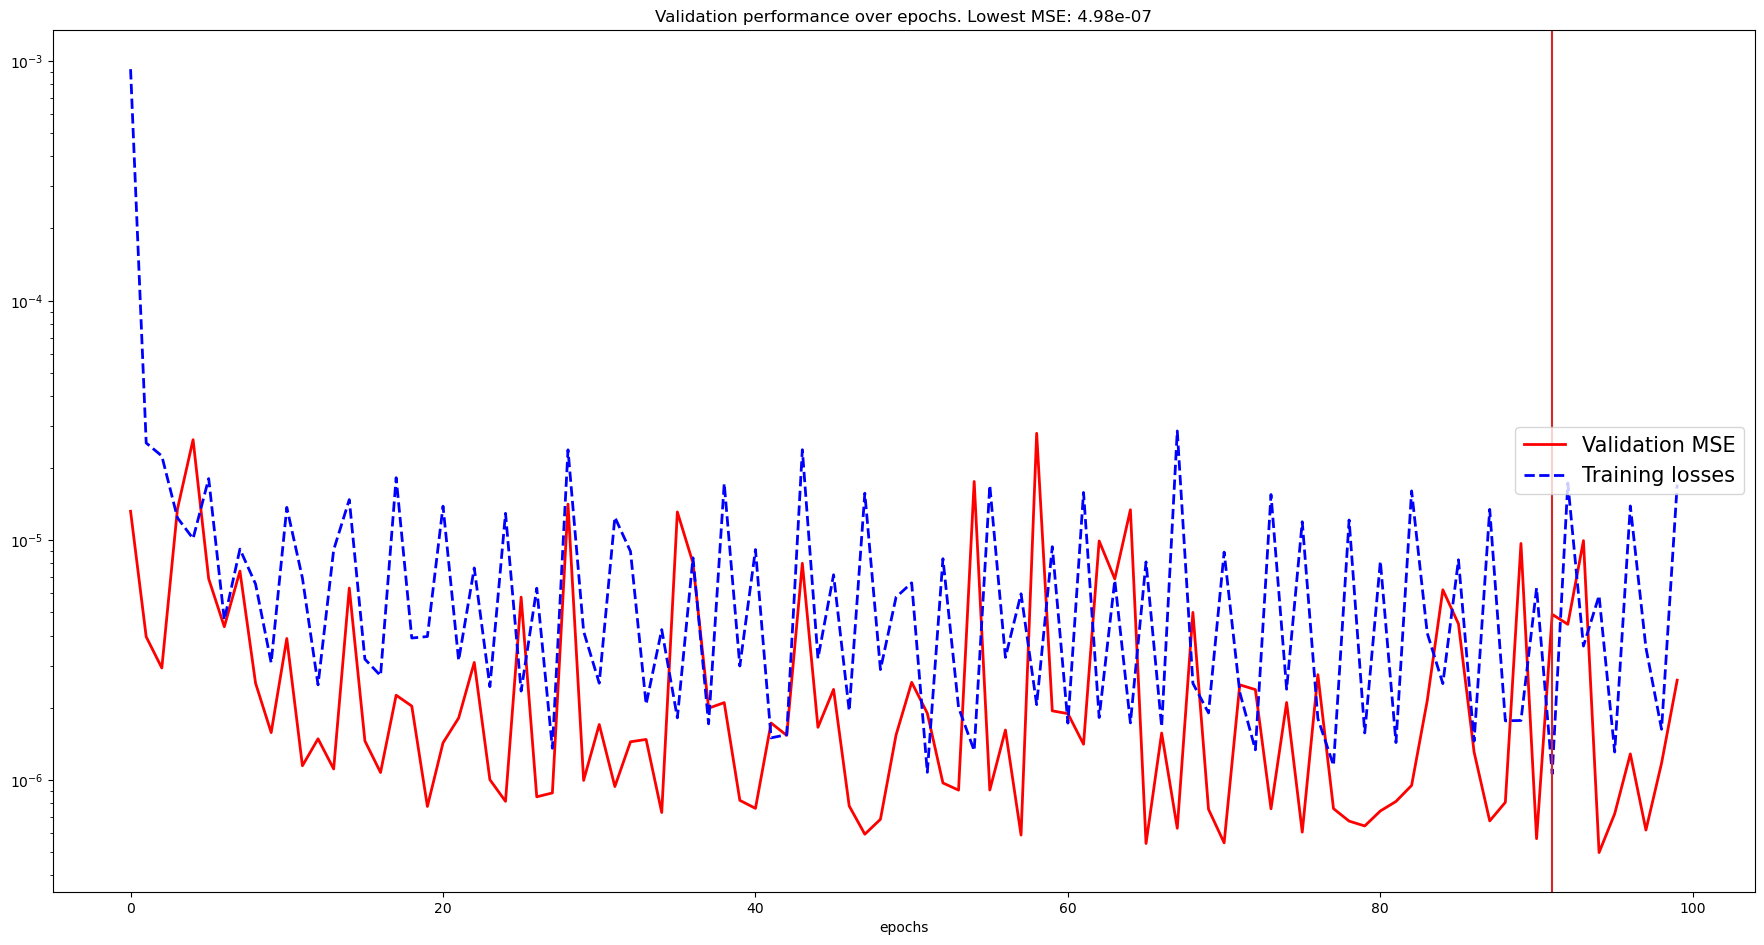 Validation performance over epochs. Lowest MSE: 4.98e-07
10⁻³
10⁻⁴
10⁻⁵
10⁻⁶
Validation MSE
Training losses
0 20 40 60 80 100
epochs